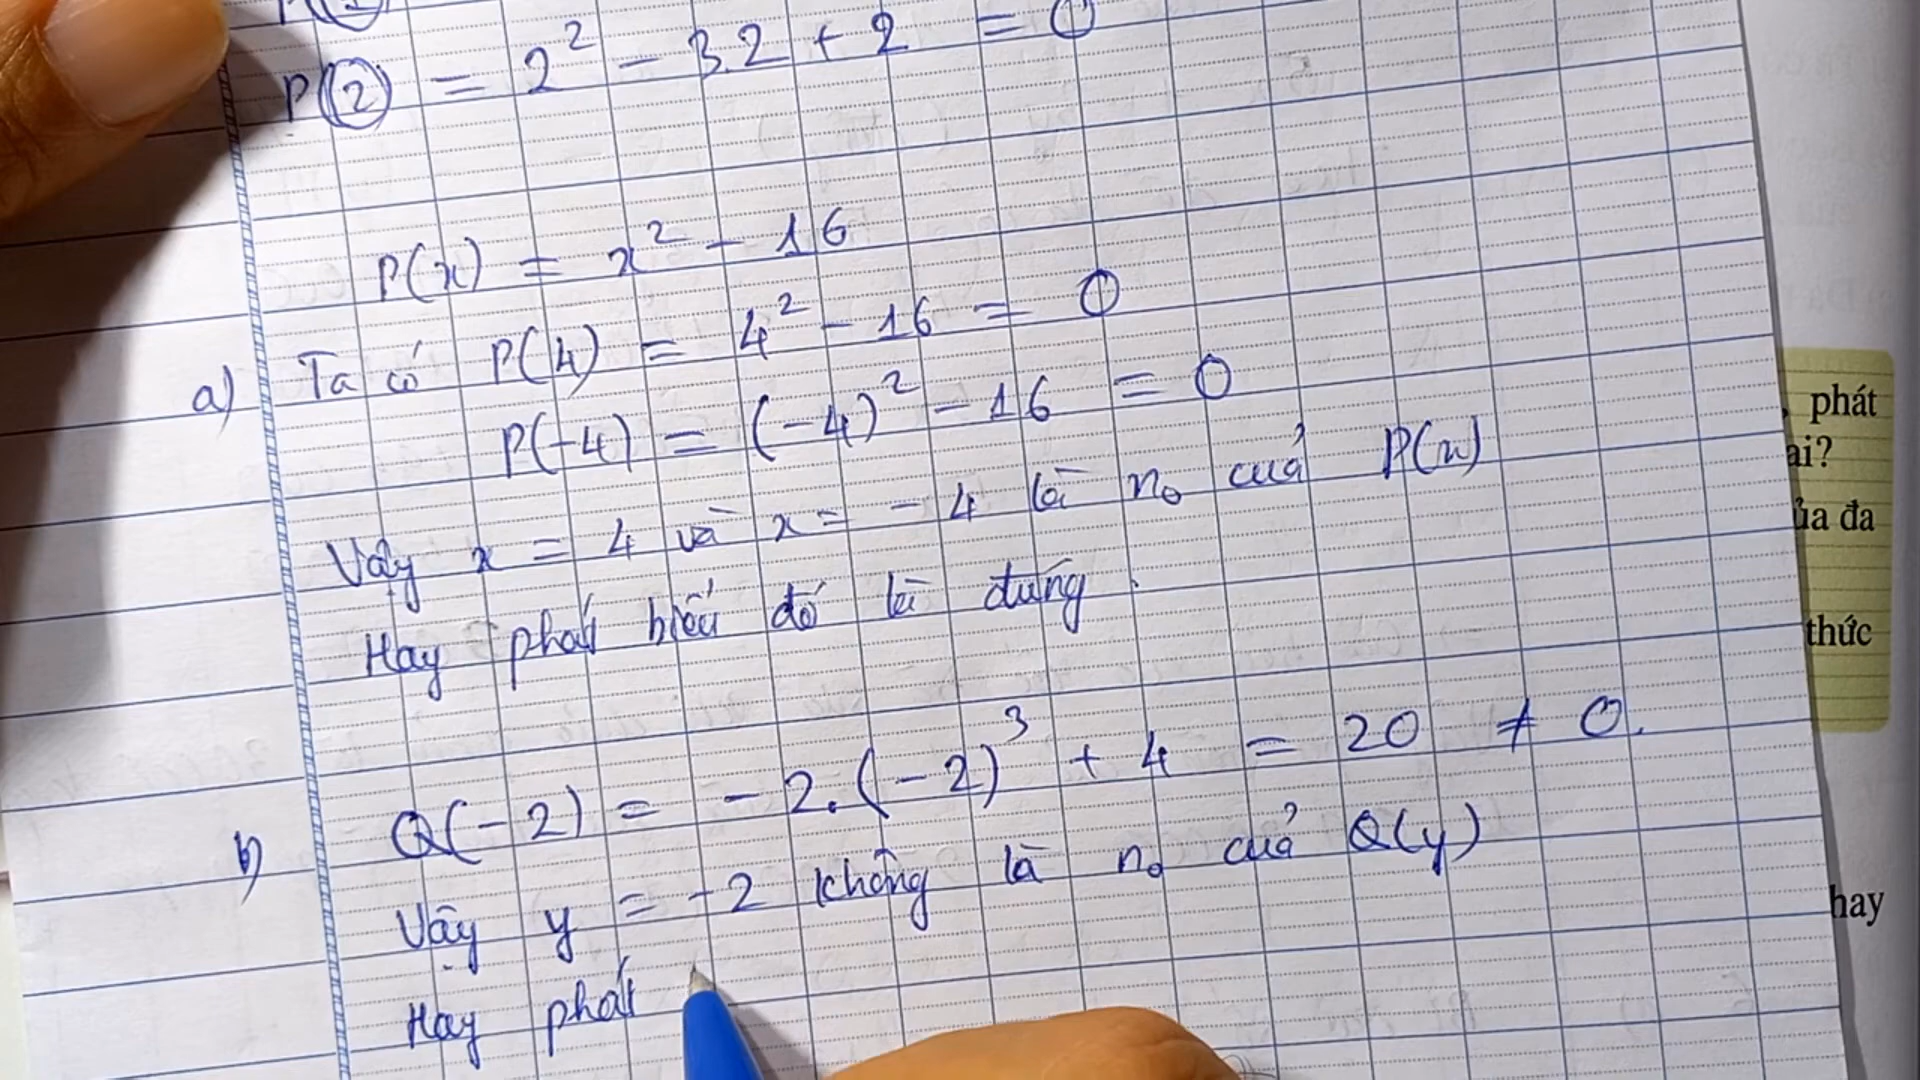 P(2) = 2² - 3.2 + 2 = 0
P(x) = x² - 16
a) Ta có P(4) = 4² - 16 = 0
P(-4) = (-4)² - 16 = 0
Vậy x = 4 và x = -4 là no của P(x)
Hay phát biểu đó là đúng.
b) Q(-2) = -2.(-2)³ + 4 = 20 ≠ 0.
Vậy y = -2 không là no của Q(y)
Hay phát
, phát
ai?
ủa đa
thức
hay